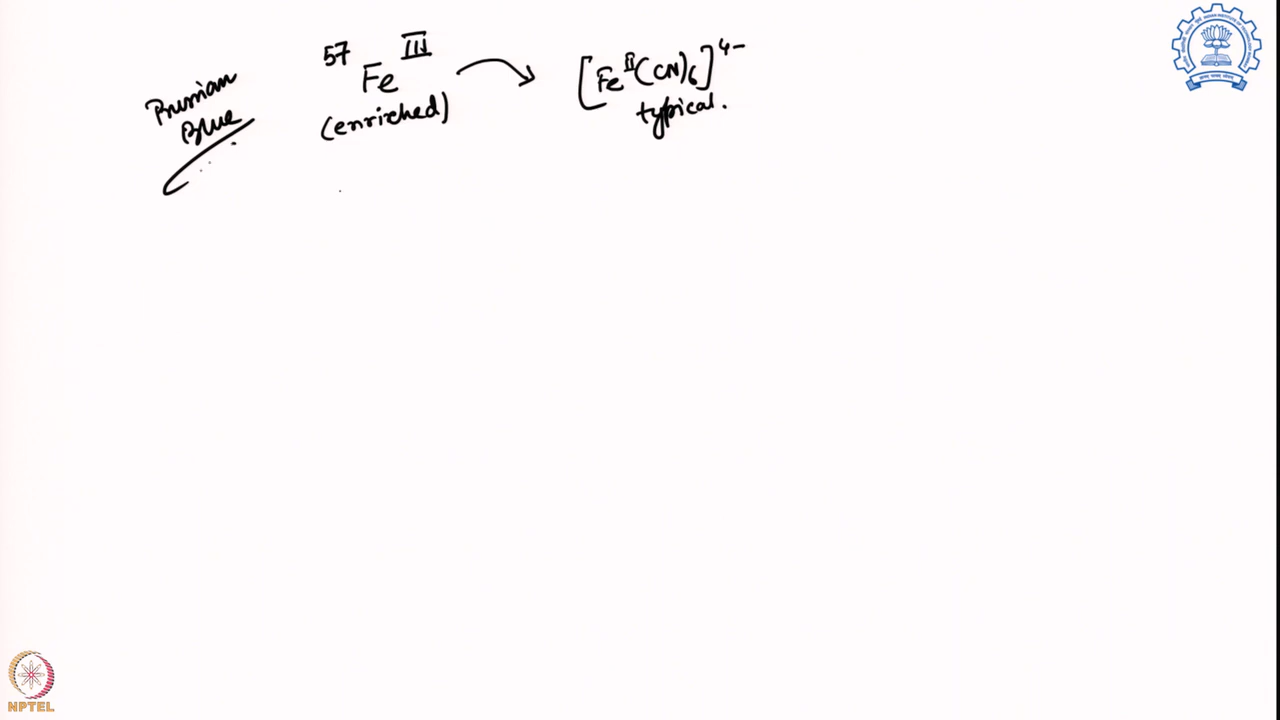 Prussian
Blue
57 Fe III
(enriched)
[Fe II (CN)6]4-
typical.
NPTEL